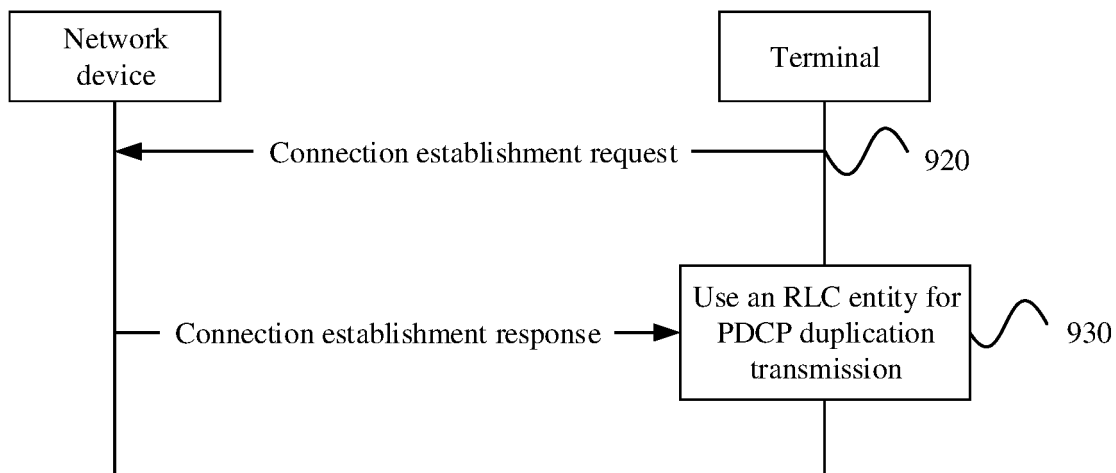 Network
device
Terminal
Connection establishment request
920
Use an RLC entity for
PDCP duplication
transmission
Connection establishment response
930